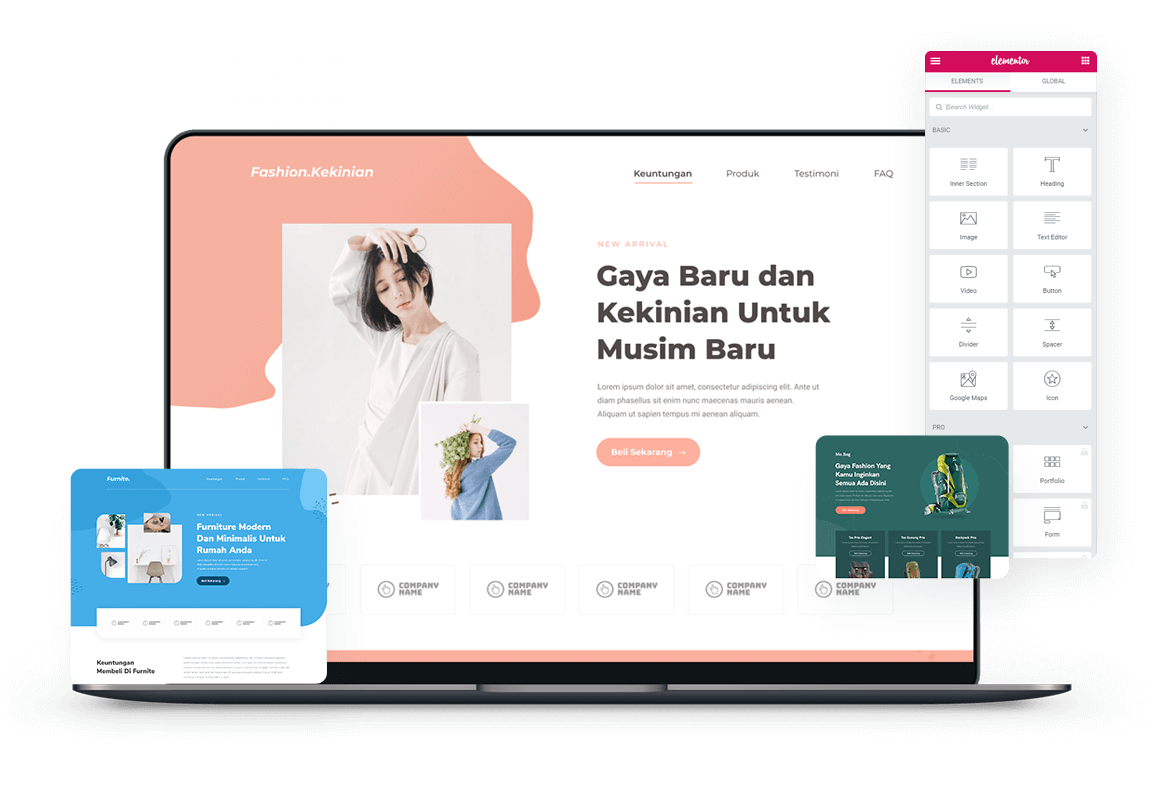 elementor
ELEMENTS
GLOBAL
Search Widget...
BASIC
Inner Section
Heading
Image
Text Editor
Video
Button
Divider
Spacer
Google Maps
Icon
PRO
Portfolio
Form
Fashion.Kekinian
Keuntungan
Produk
Testimoni
FAQ
NEW ARRIVAL
Gaya Baru dan
Kekinian Untuk
Musim Baru
Lorem ipsum dolor sit amet, consectetur adipiscing elit. Ante ut
diam phasellus sit enim nunc maecenas mauris aenean.
Aliquam ut sapien tempus mi aenean aliquam.
Beli Sekarang →
COMPANY
NAME
COMPANY
NAME
COMPANY
NAME
COMPANY
NAME
COMPANY
NAME
Furnite.
NEW ARRIVAL
Furniture Modern
Dan Minimalis Untuk
Rumah Anda
Beli Sekarang
Keuntungan
Membeli Di Furnite
Gaya Fashion Yang
Kamu Inginkan
Semua Ada Disini